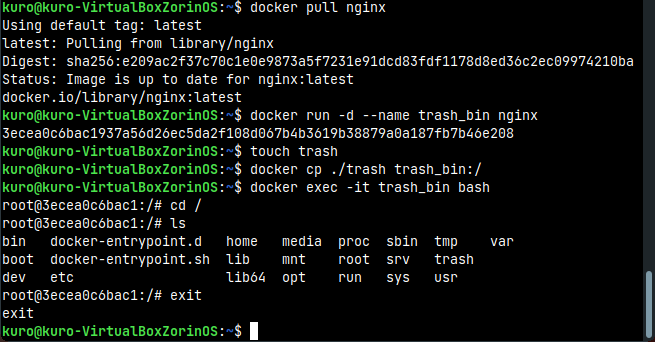 kuro@kuro-VirtualBoxZorinOS:~$ docker pull nginx
Using default tag: latest
latest: Pulling from library/nginx
Digest: sha256:e209ac2f37c70c1e0e9873a5f7231e91dcd83fdf1178d8ed36c2ec09974210ba
Status: Image is up to date for nginx:latest
docker.io/library/nginx:latest
kuro@kuro-VirtualBoxZorinOS:~$ docker run -d --name trash_bin nginx
3ecea0c6bac1937a56d26ec5da2f108d067b4b3619b38879a0a187fb7b46e208
kuro@kuro-VirtualBoxZorinOS:~$ touch trash
kuro@kuro-VirtualBoxZorinOS:~$ docker cp ./trash trash_bin:/
kuro@kuro-VirtualBoxZorinOS:~$ docker exec -it trash_bin bash
root@3ecea0c6bac1:/# cd /
root@3ecea0c6bac1:/# ls
bin   docker-entrypoint.d   home   media  proc  sbin  tmp    var
boot  docker-entrypoint.sh  lib    mnt    root  srv   trash
dev   etc                   lib64  opt    run   sys   usr
root@3ecea0c6bac1:/# exit
exit
kuro@kuro-VirtualBoxZorinOS:~$